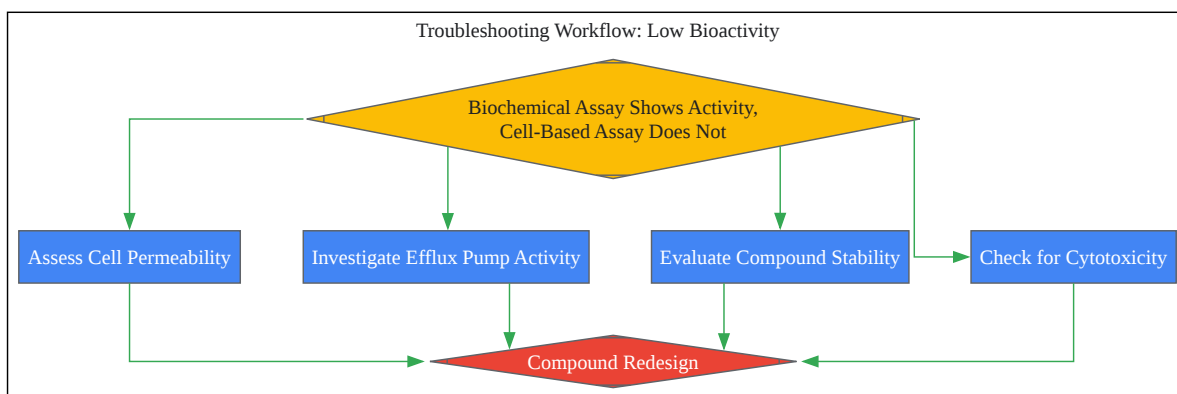 Troubleshooting Workflow: Low Bioactivity
Biochemical Assay Shows Activity,
Cell-Based Assay Does Not
Assess Cell Permeability
Investigate Efflux Pump Activity
Evaluate Compound Stability
Check for Cytotoxicity
Compound Redesign